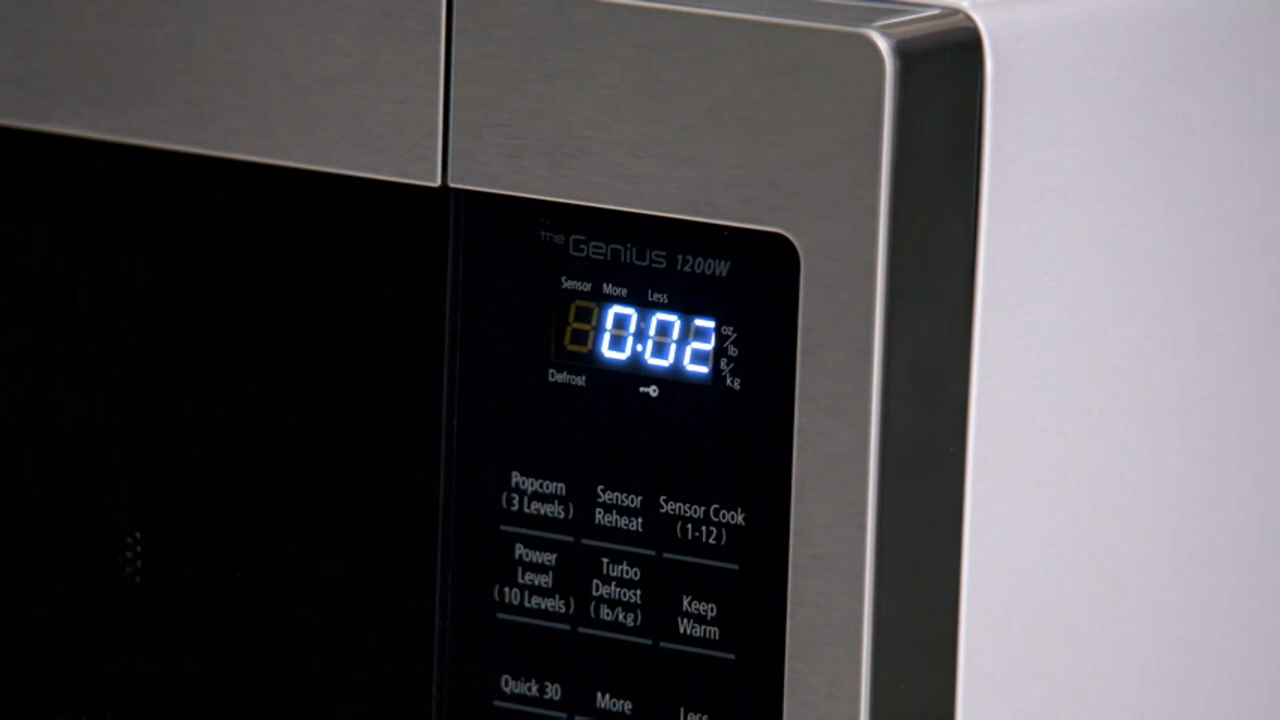 the Genius 1200W
Sensor More Less
0:02
oz/lb
g/kg
Defrost
Popcorn
(3 Levels)
Sensor
Reheat
Sensor Cook
(1-12)
Power
Level
(10 Levels)
Turbo
Defrost
(lb/kg)
Keep
Warm
Quick 30
More
Less